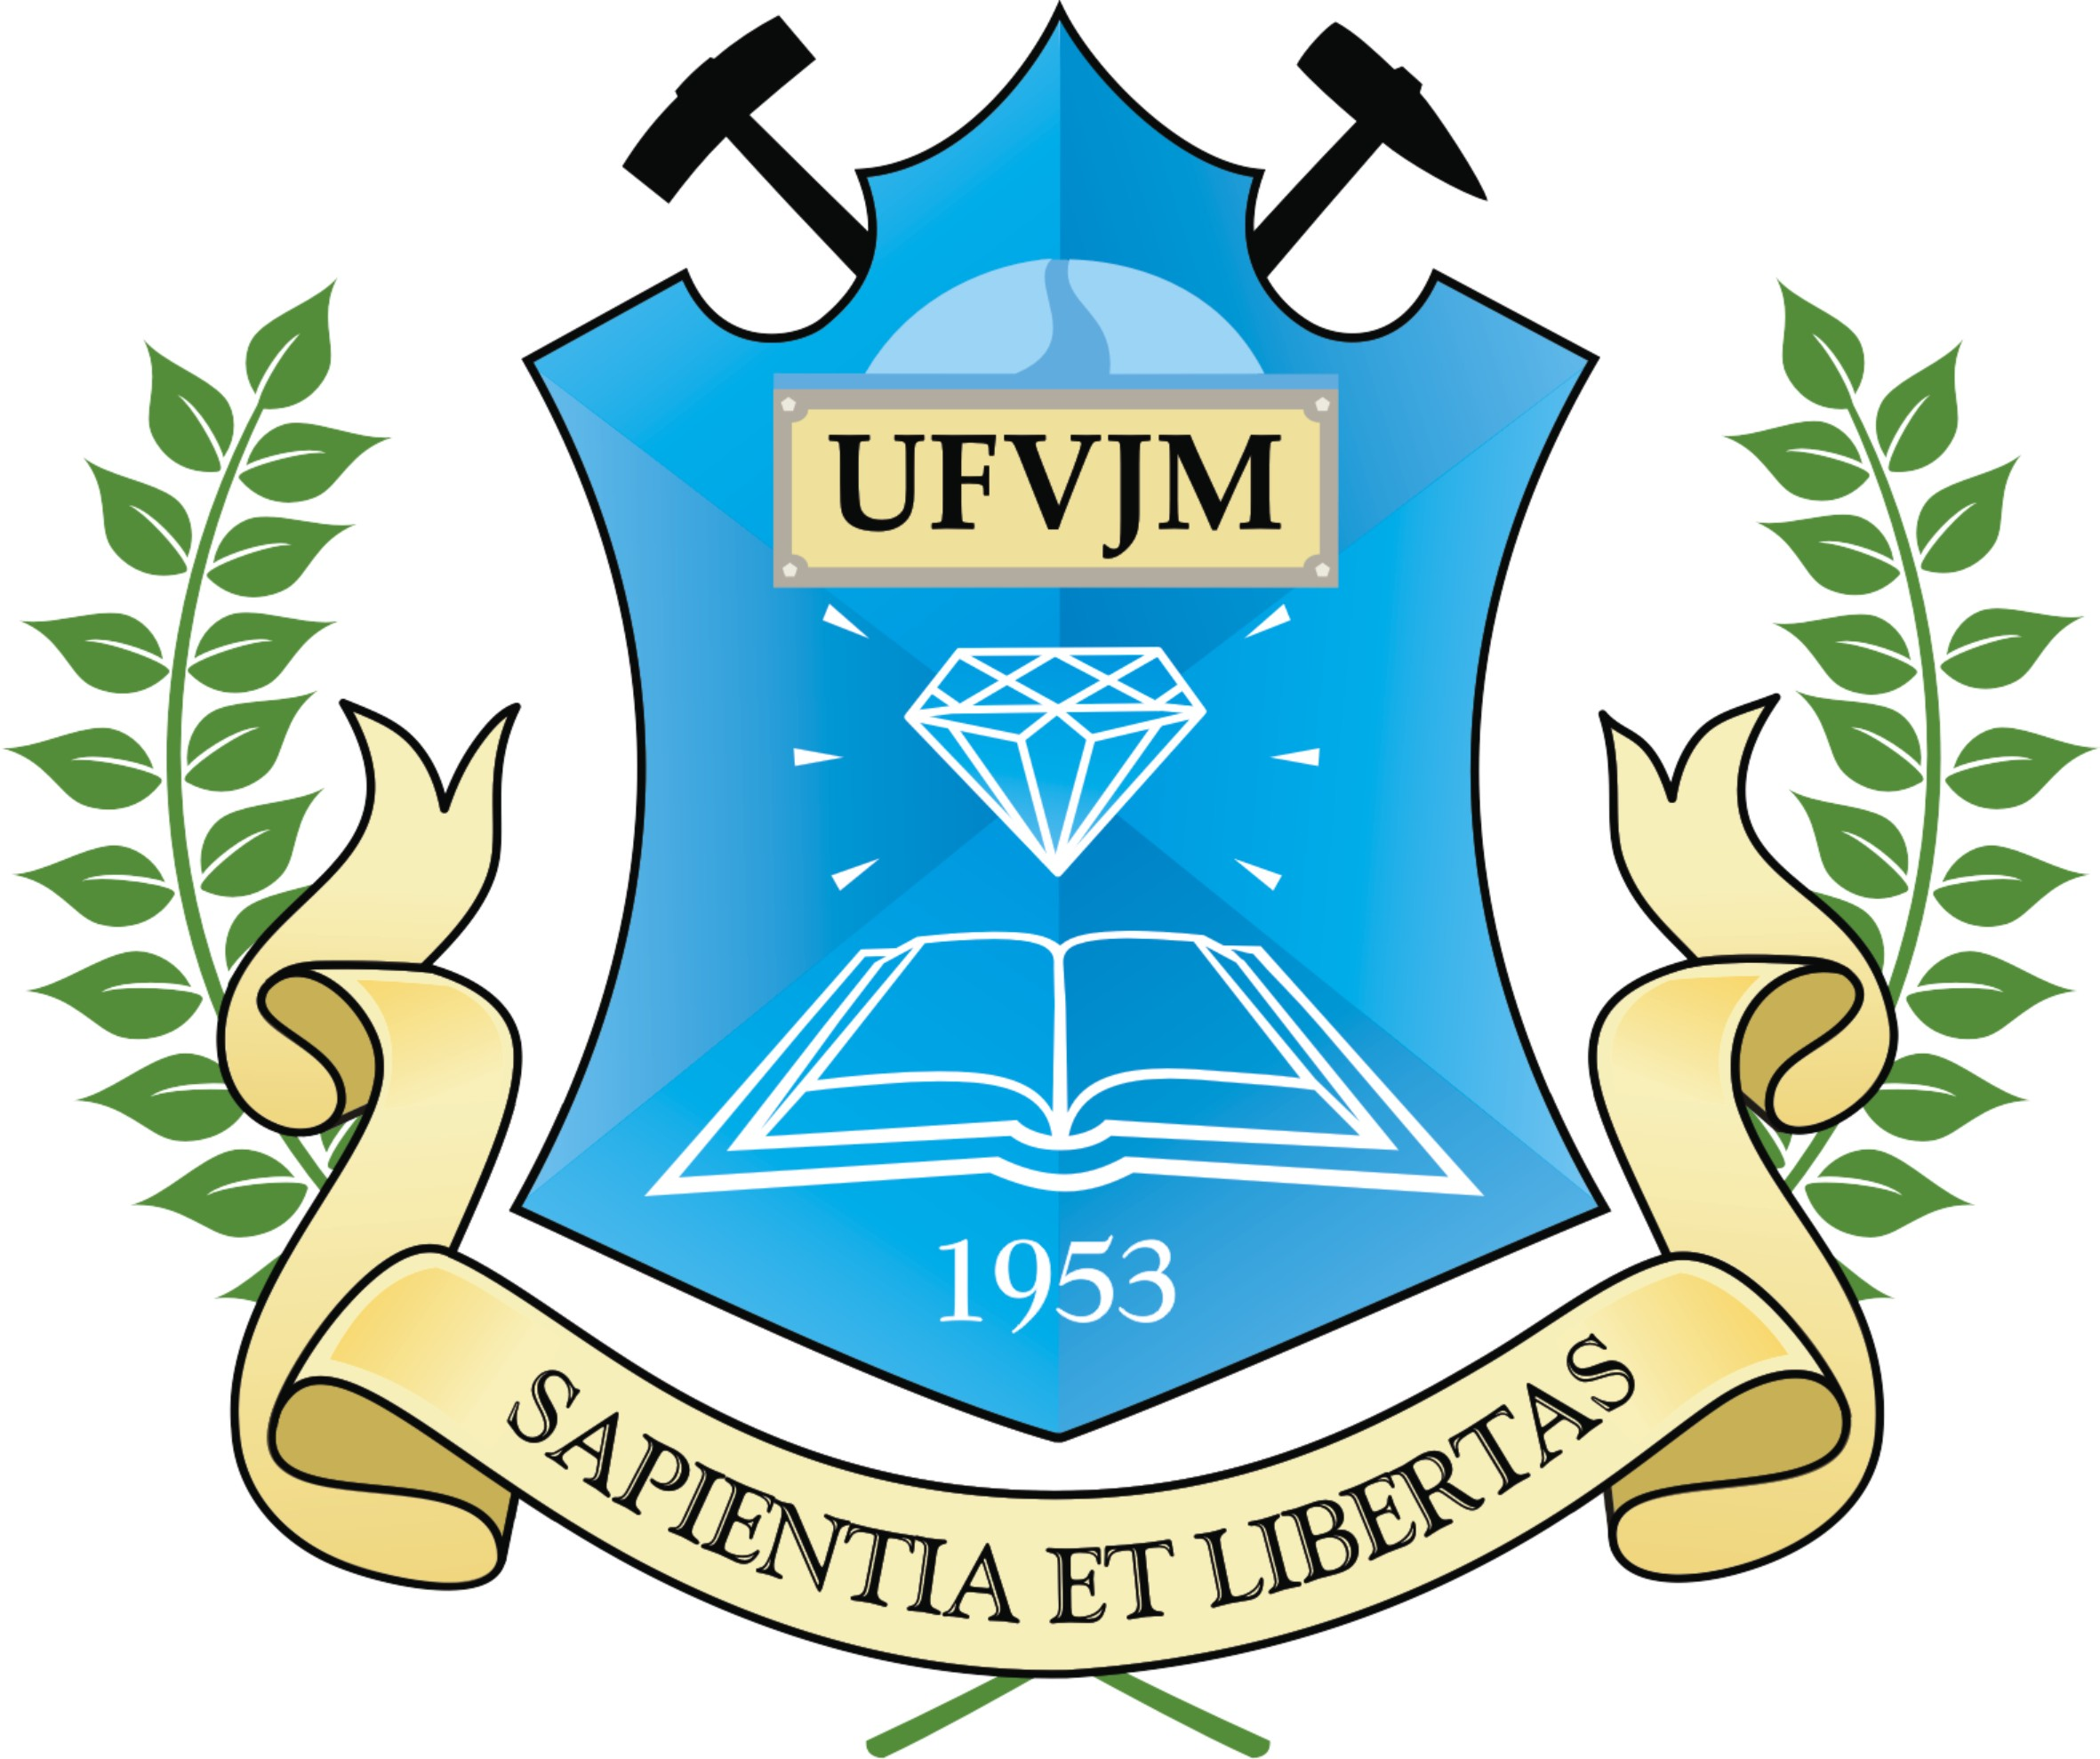 UFVJM
1953
SAPIENTIA ET LIBERTAS